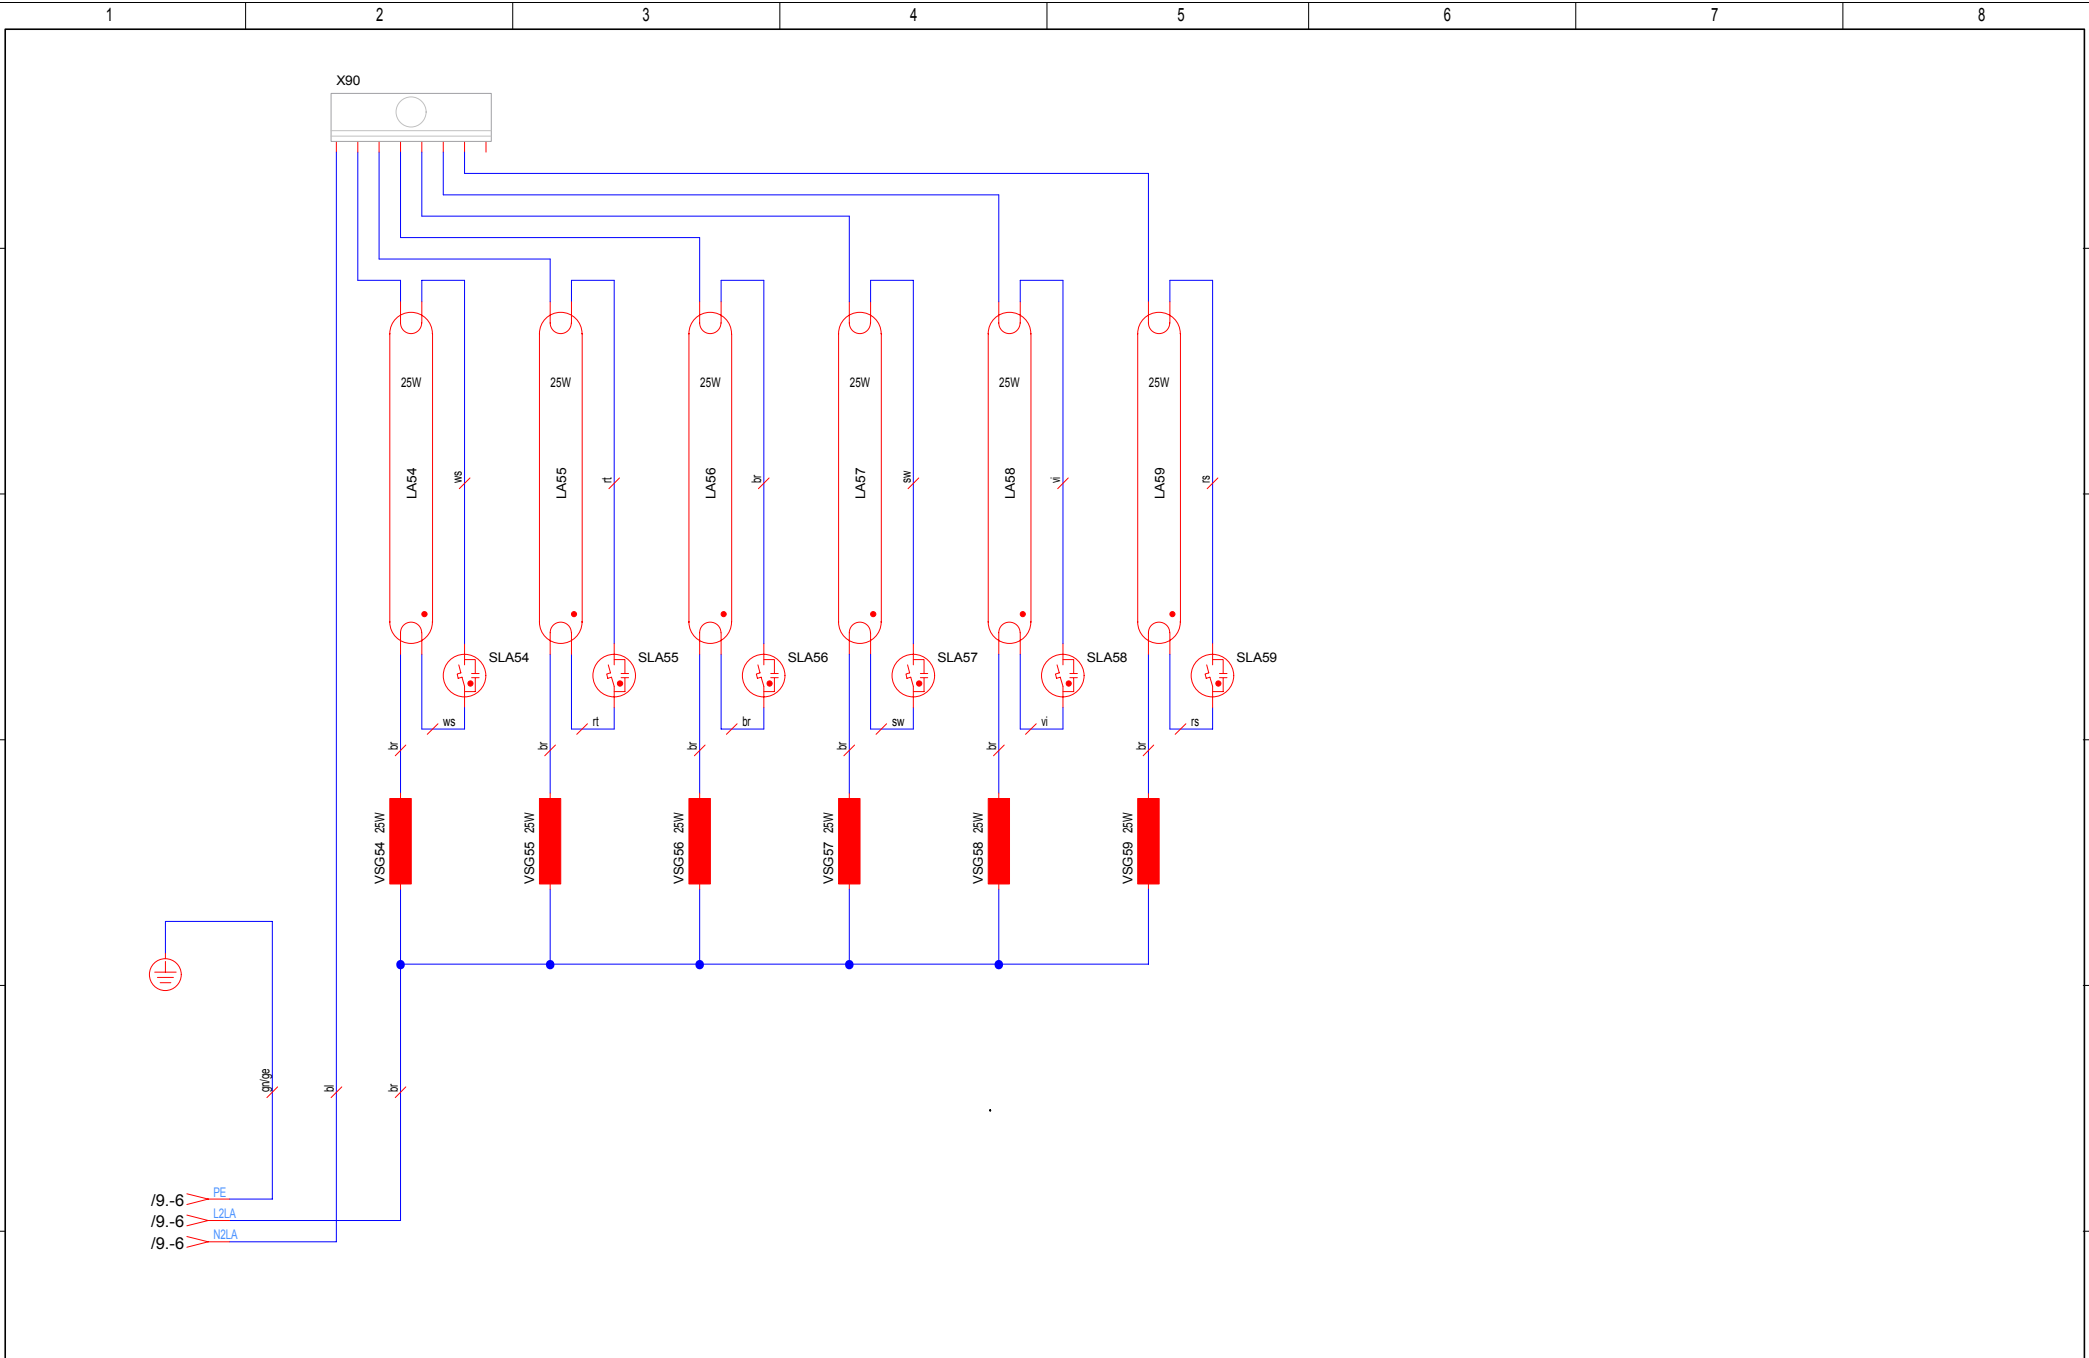 1 2 3 4 5 6 7 8
X90
25W 25W 25W 25W 25W 25W
LA54 ws LA55 rt LA56 br LA57 sw LA58 vi LA59 rs
SLA54 SLA55 SLA56 SLA57 SLA58 SLA59
ws rt br sw vi rs
br br br br br br
VSG54 25W VSG55 25W VSG56 25W VSG57 25W VSG58 25W VSG59 25W
gn/ge bl br
/9.-6 PE
/9.-6 L2LA
/9.-6 N2LA